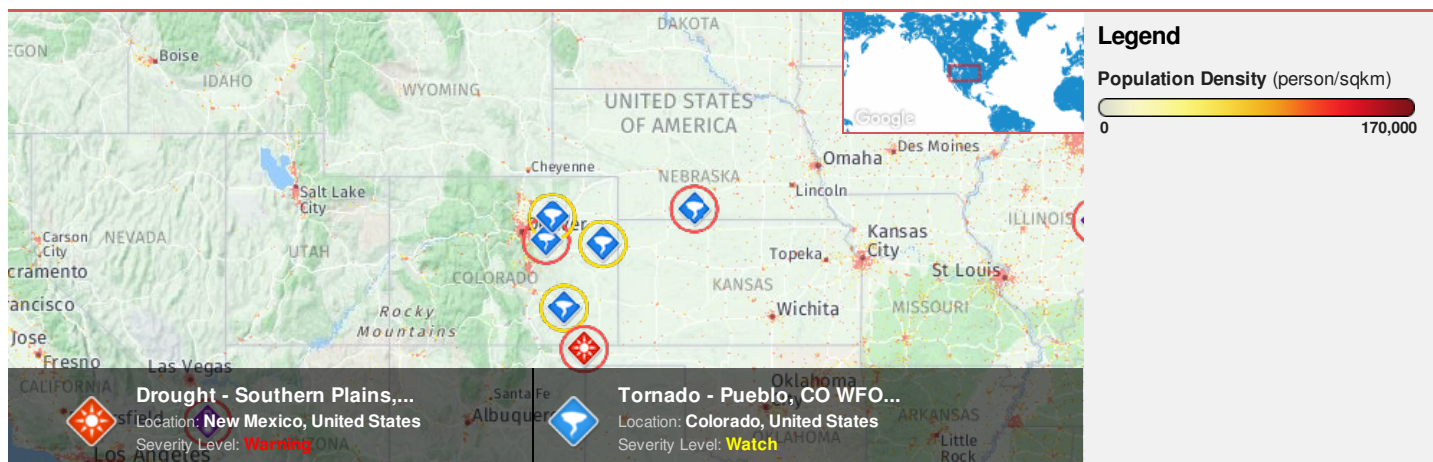 DAKOTA
EGON
Boise
IDAHO
WYOMING
UNITED STATES
OF AMERICA
Google
Legend
Population Density (person/sqkm)
0
170,000
Des Moines
Omaha
Cheyenne
NEBRASKA
Lincoln
Salt Lake
City
ILLINOIS
Carson
City
NEVADA
UTAH
Kansas
City
Topeka
cramento
COLORADO
St Louis
KANSAS
ancisco
Rocky
Mountains
Wichita
MISSOURI
Jose
Fresno
Las Vegas
CALIFORNIA
Oklahoma
Drought - Southern Plains,...
Location: New Mexico, United States
Severity Level: Warning
Santa Fe
Albuquer
Tornado - Pueblo, CO WFO...
Location: Colorado, United States
Severity Level: Watch
sfield
ZONA
Los Angeles
OKLAHOMA
ARKANSAS
Little
Rock